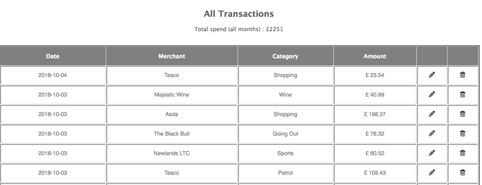 All Transactions
Total spend (all months) : £2251
Date Merchant Category Amount
2018-10-04 Tesco Shopping £ 23.54
2018-10-03 Majestic Wine Wine £ 40.99
2018-10-03 Asda Shopping £ 198.37
2018-10-03 The Black Bull Going Out £ 78.32
2018-10-03 Newlands LTC Sports £ 60.52
2018-10-03 Tesco Petrol £ 105.43